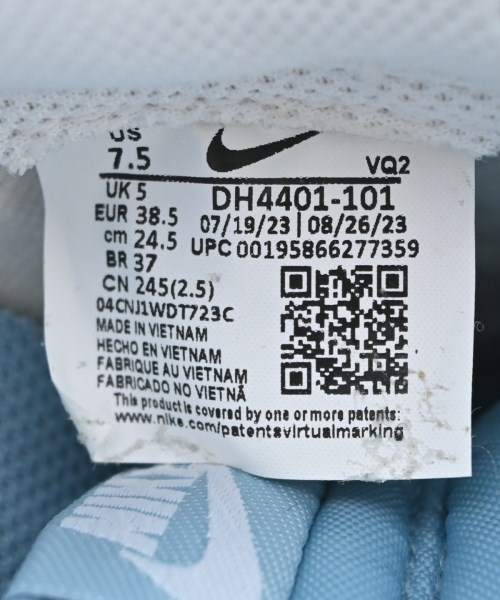 US
7.5
VQ2
UK 5
DH4401-101
EUR 38.5
07/19/23 | 08/26/23
cm 24.5
UPC 00195866277359
BR 37
CN 245(2.5)
04CNJ1WDT723C
MADE IN VIETNAM
HECHO EN VIETNAM
FABRIQUE AU VIETNAM
FABRICADO NO VIETNÃ
This product is covered by one or more patents:
www.nike.com/patentsvirtualmarking
NIKE